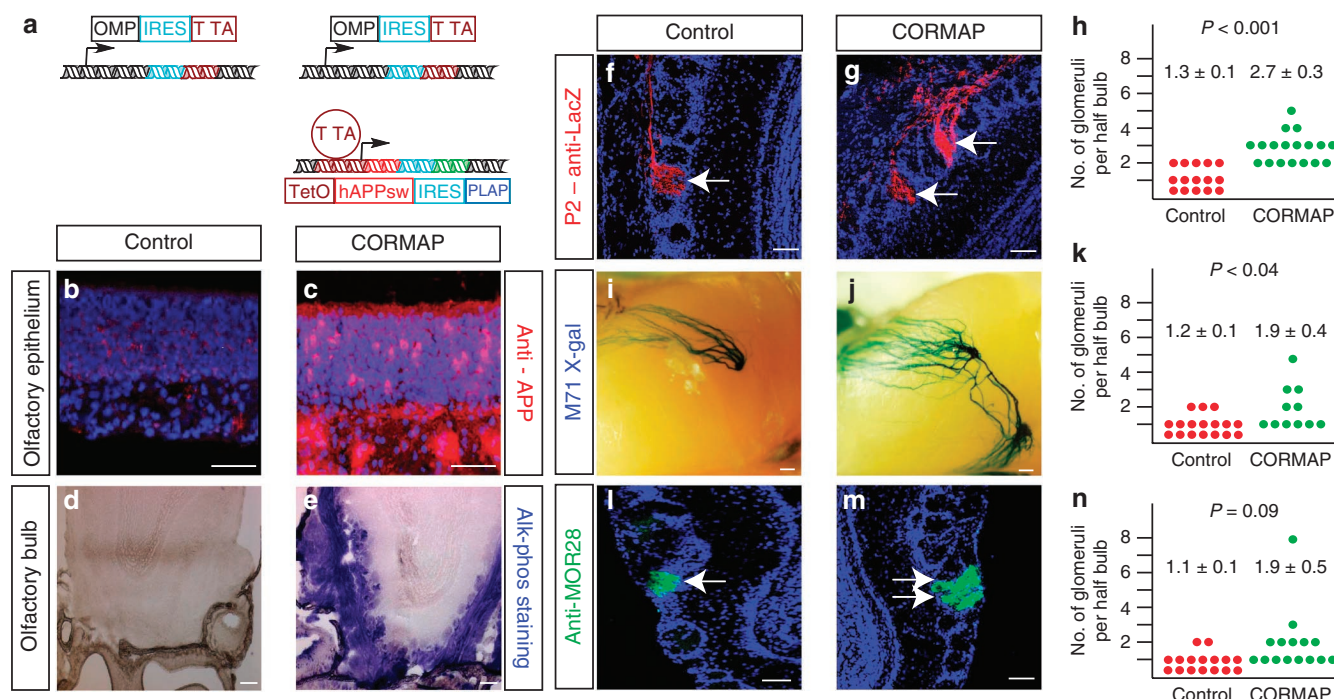 a
OMP IRES T TA
OMP IRES T TA
T TA
TetO hAPPsw IRES PLAP
Control
CORMAP
Olfactory epithelium
b
c
Anti - APP
Olfactory bulb
d
e
Alk-phos staining
Control
CORMAP
P2 – anti-LacZ
f
g
M71 X-gal
i
j
Anti-MOR28
l
m
h
P < 0.001
1.3 ± 0.1
2.7 ± 0.3
No. of glomeruli
per half bulb
8
6
4
2
Control
CORMAP
k
P < 0.04
1.2 ± 0.1
1.9 ± 0.4
No. of glomeruli
per half bulb
8
6
4
2
Control
CORMAP
n
P = 0.09
1.1 ± 0.1
1.9 ± 0.5
No. of glomeruli
per half bulb
8
6
4
2
Control
CORMAP